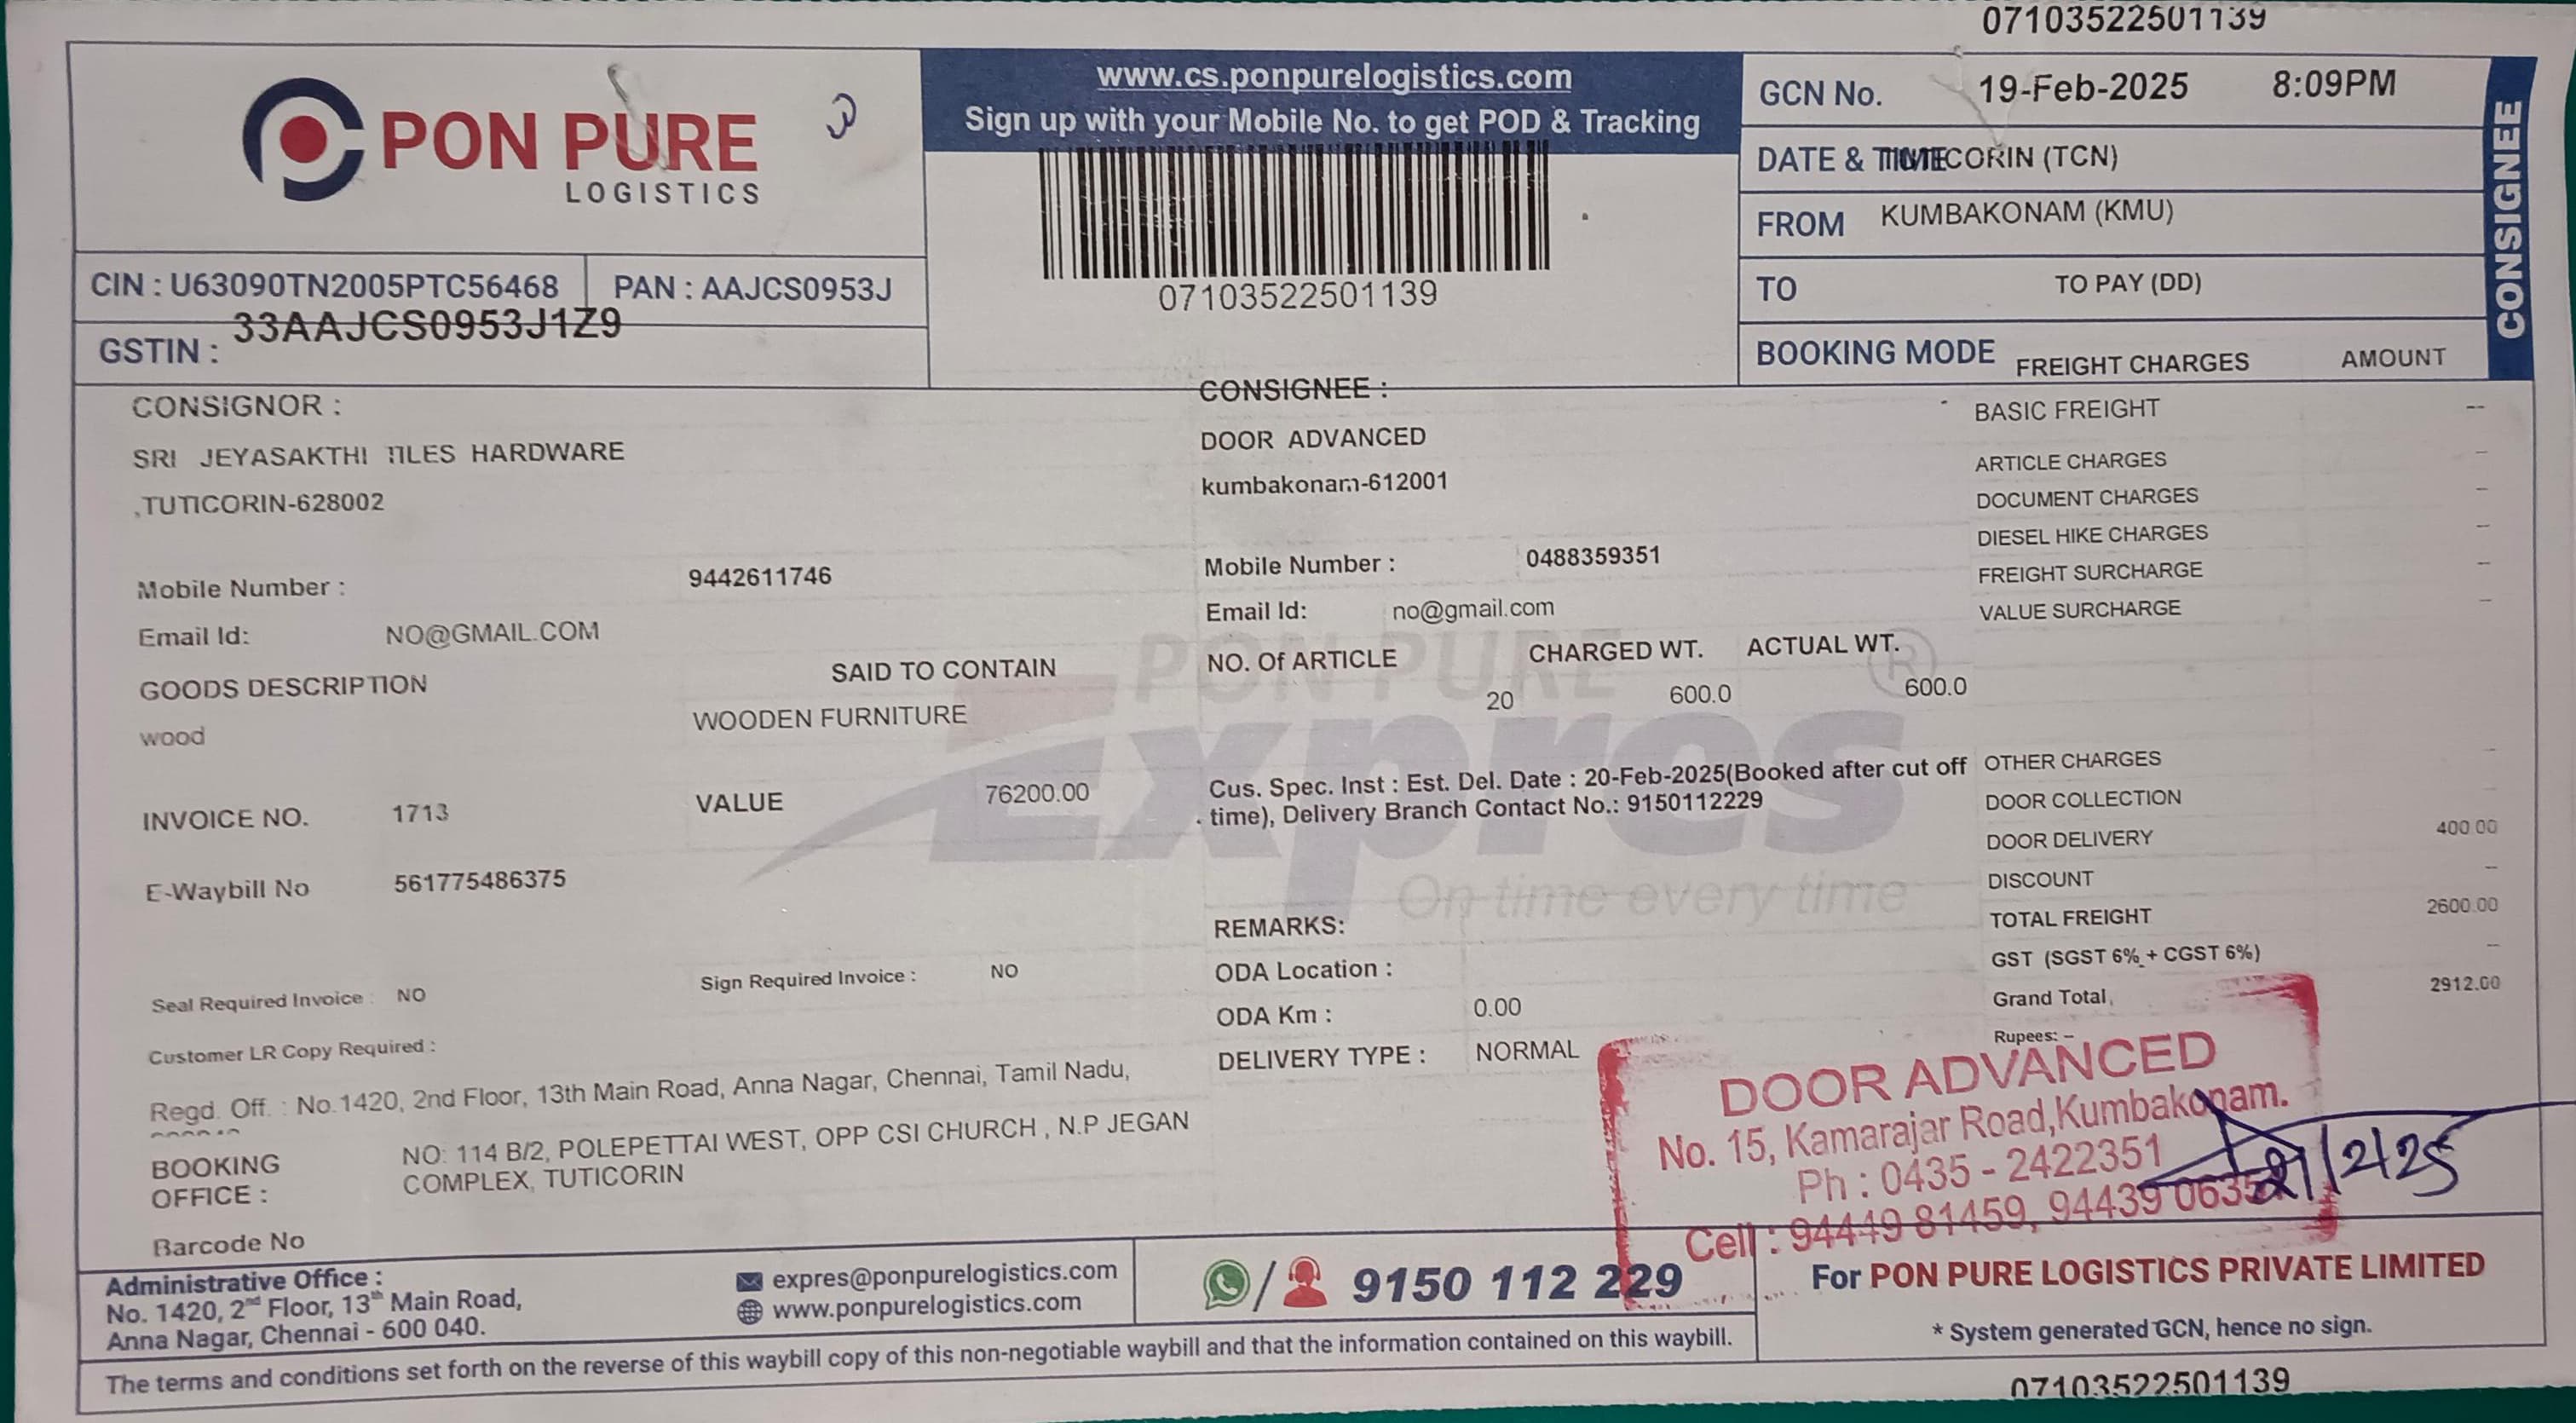 07103522501139
PON PURE
LOGISTICS
www.cs.ponpurelogistics.com
Sign up with your Mobile No. to get POD & Tracking
07103522501139
GCN No. 19-Feb-2025 8:09PM
DATE & TIME TUTICORIN (TCN)
FROM KUMBAKONAM (KMU)
TO TO PAY (DD)
BOOKING MODE FREIGHT CHARGES AMOUNT
CONSIGNEE
CIN : U63090TN2005PTC56468 PAN : AAJCS0953J
GSTIN : 33AAJCS0953J1Z9
CONSIGNOR :
SRI JEYASAKTHI TILES HARDWARE
,TUTICORIN-628002
Mobile Number : 9442611746
Email Id: NO@GMAIL.COM
GOODS DESCRIPTION SAID TO CONTAIN
wood WOODEN FURNITURE
INVOICE NO. 1713 VALUE 76200.00
E-Waybill No 561775486375
Seal Required Invoice : NO Sign Required Invoice : NO
Customer LR Copy Required :
Regd. Off. : No.1420, 2nd Floor, 13th Main Road, Anna Nagar, Chennai, Tamil Nadu,
BOOKING OFFICE : NO: 114 B/2, POLEPETTAI WEST, OPP CSI CHURCH , N.P JEGAN
COMPLEX, TUTICORIN
Barcode No
CONSIGNEE :
DOOR ADVANCED
kumbakonam-612001
Mobile Number : 0488359351
Email Id: no@gmail.com
NO. Of ARTICLE CHARGED WT. ACTUAL WT.
20 600.0 600.0
PON PURE
Expres
On time every time
Cus. Spec. Inst : Est. Del. Date : 20-Feb-2025(Booked after cut off
time), Delivery Branch Contact No.: 9150112229
REMARKS:
ODA Location :
ODA Km : 0.00
DELIVERY TYPE : NORMAL
BASIC FREIGHT --
ARTICLE CHARGES --
DOCUMENT CHARGES --
DIESEL HIKE CHARGES --
FREIGHT SURCHARGE --
VALUE SURCHARGE --
OTHER CHARGES --
DOOR COLLECTION --
DOOR DELIVERY 400.00
DISCOUNT --
TOTAL FREIGHT 2600.00
GST (SGST 6% + CGST 6%) --
Grand Total 2912.00
Rupees: --
DOOR ADVANCED
No. 15, Kamarajar Road,Kumbakonam.
Ph : 0435 - 2422351
Cell : 94449 81459, 94439
21/2/25
Administrative Office :
No. 1420, 2nd Floor, 13th Main Road,
Anna Nagar, Chennai - 600 040.
expres@ponpurelogistics.com
www.ponpurelogistics.com
9150 112 229
For PON PURE LOGISTICS PRIVATE LIMITED
* System generated GCN, hence no sign.
The terms and conditions set forth on the reverse of this waybill copy of this non-negotiable waybill and that the information contained on this waybill.
07103522501139